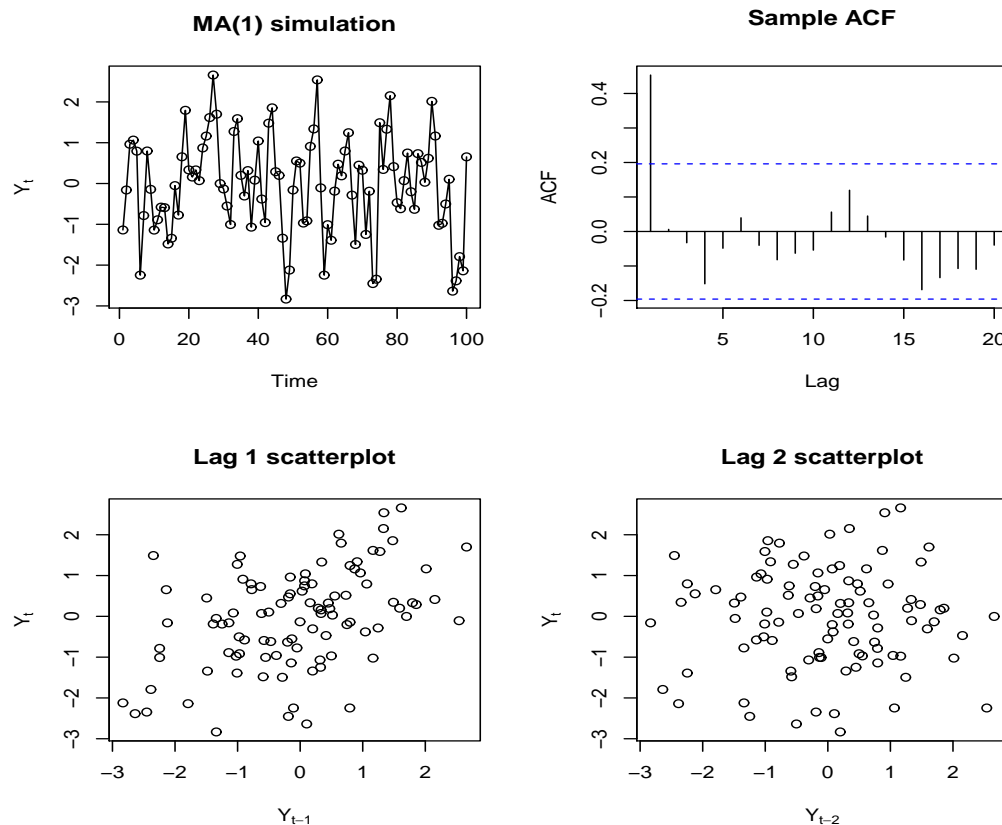 MA(1) simulation
Y_t
2
1
0
−1
−2
−3
0 20 40 60 80 100
Time
Sample ACF
ACF
0.4
0.2
0.0
−0.2
5 10 15 20
Lag
Lag 1 scatterplot
Y_t
2
1
0
−1
−2
−3
−3 −2 −1 0 1 2
Y_{t−1}
Lag 2 scatterplot
Y_t
2
1
0
−1
−2
−3
−3 −2 −1 0 1 2
Y_{t−2}